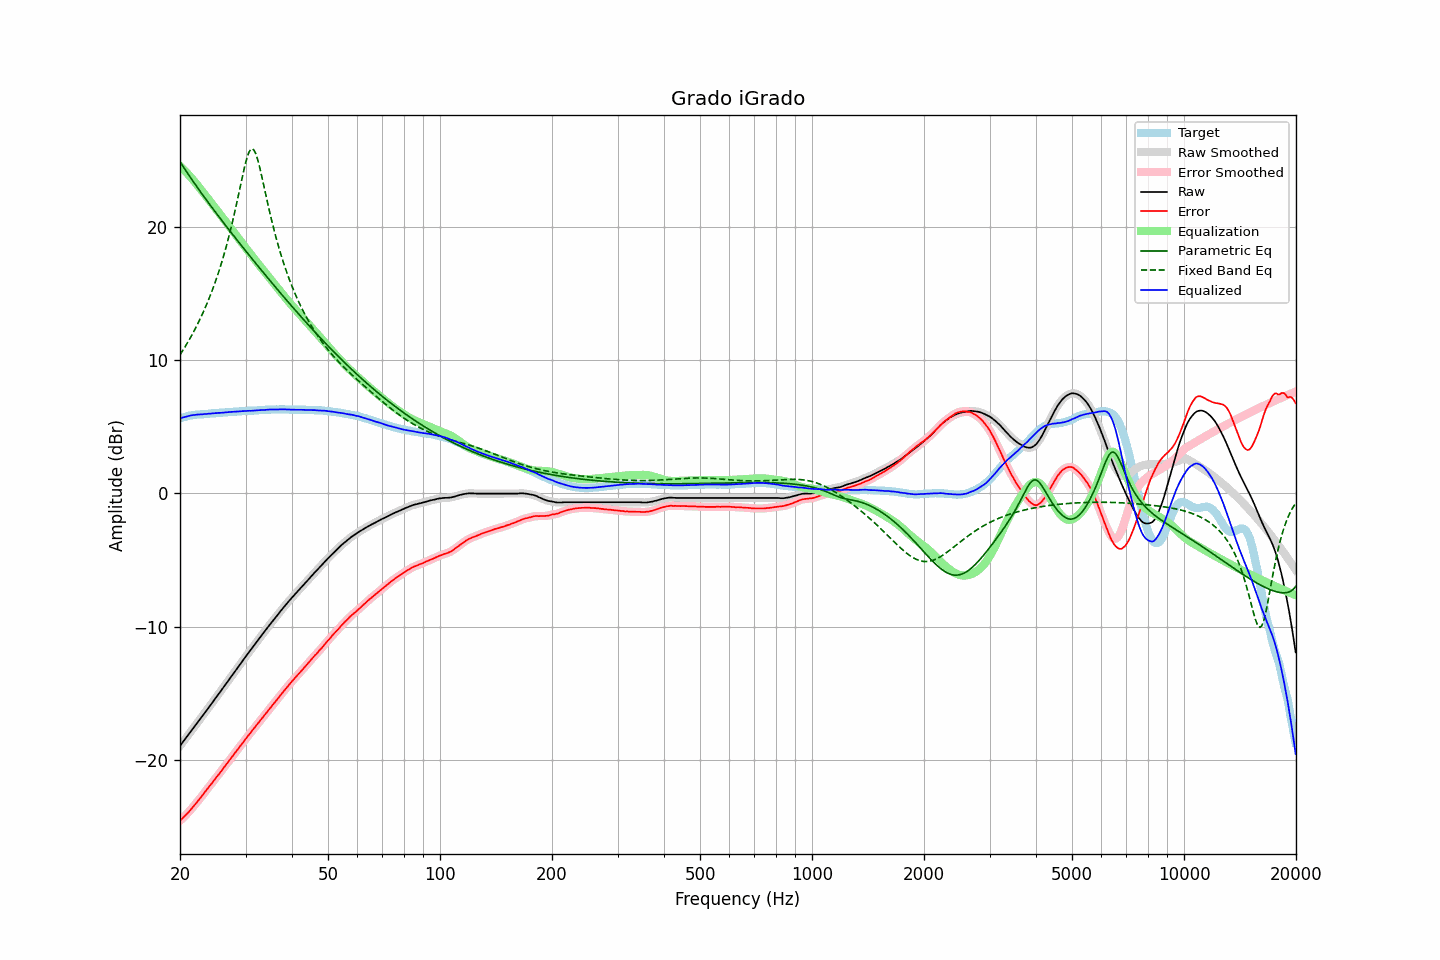 Grado iGrado
Target
Raw Smoothed
Error Smoothed
Raw
Error
Equalization
Parametric Eq
Fixed Band Eq
Equalized
Amplitude (dBr)
20
10
0
−10
−20
20 50 100 200 500 1000 2000 5000 10000 20000
Frequency (Hz)